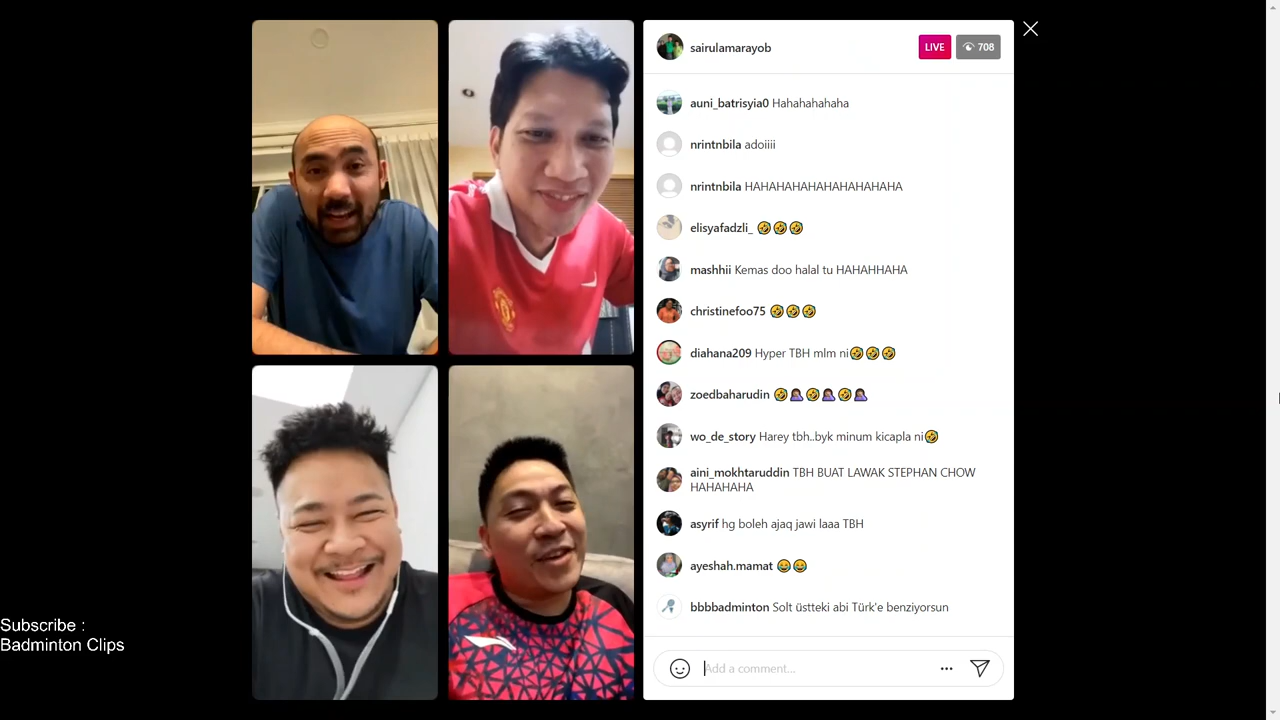 sairulamarayob
LIVE
708
auni_batrisyia0 Hahahahahaha
nrintnbila adoiiii
nrintnbila HAHAHAHAHAHAHAHAHAHA
elisyafadzli_ 🤣🤣🤣
mashhii Kemas doo halal tu HAHAHHAHA
christinefoo75 🤣🤣🤣
diahana209 Hyper TBH mlm ni🤣🤣🤣
zoedbaharudin 🤣🤦🏽‍♀️🤣🤦🏽‍♀️🤣🤦🏽‍♀️
wo_de_story Harey tbh..byk minum kicapla ni🤣
aini_mokhtaruddin TBH BUAT LAWAK STEPHAN CHOW
HAHAHAHA
asyrif hg boleh ajaq jawi laaa TBH
ayeshah.mamat 😂😂
bbbbadminton Solt üstteki abi Türk'e benziyorsun
Add a comment...
Subscribe :
Badminton Clips